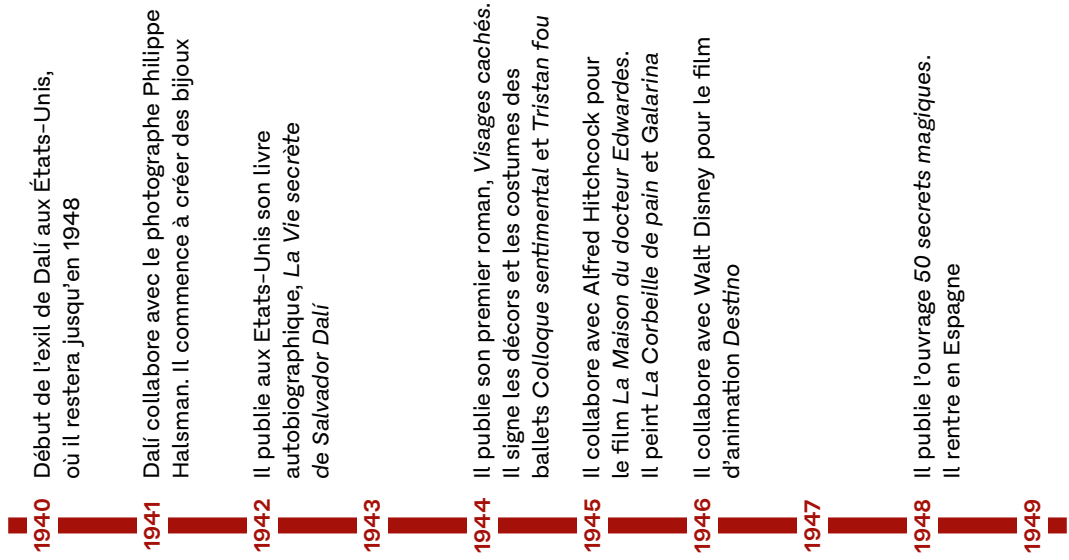 1940
Début de l'exil de Dalí aux États-Unis,
où il restera jusqu'en 1948
1941
Dalí collabore avec le photographe Philippe
Halsman. Il commence à créer des bijoux
1942
Il publie aux Etats-Unis son livre
autobiographique, La Vie secrète
de Salvador Dalí
1943
1944
Il publie son premier roman, Visages cachés.
Il signe les décors et les costumes des
ballets Colloque sentimental et Tristan fou
1945
Il collabore avec Alfred Hitchcock pour
le film La Maison du docteur Edwardes.
Il peint La Corbeille de pain et Galarina
1946
Il collabore avec Walt Disney pour le film
d'animation Destino
1947
1948
Il publie l'ouvrage 50 secrets magiques.
Il rentre en Espagne
1949